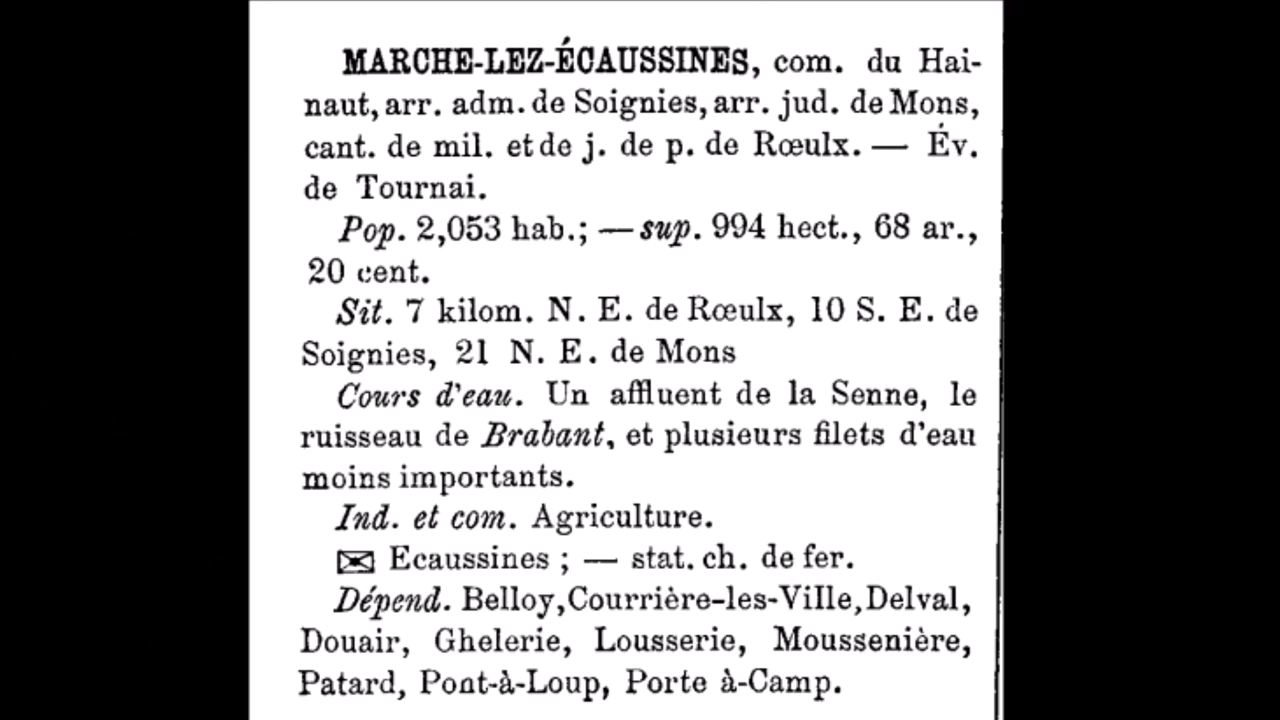 MARCHE-LEZ-ÉCAUSSINES, com. du Hai-
naut, arr. adm. de Soignies, arr. jud. de Mons,
cant. de mil. et de j. de p. de Rœulx. — Év.
de Tournai.
Pop. 2,053 hab.; — sup. 994 hect., 68 ar.,
20 cent.
Sit. 7 kilom. N. E. de Rœulx, 10 S. E. de
Soignies, 21 N. E. de Mons
Cours d'eau. Un affluent de la Senne, le
ruisseau de Brabant, et plusieurs filets d'eau
moins importants.
Ind. et com. Agriculture.
✉ Ecaussines ; — stat. ch. de fer.
Dépend. Belloy, Courrière-les-Ville, Delval,
Douair, Ghelerie, Lousserie, Moussenière,
Patard, Pont-à-Loup, Porte à-Camp.